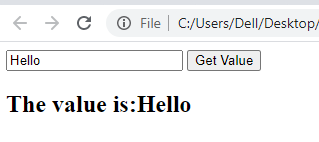 File | C:/Users/Dell/Desktop/
Hello Get Value
The value is:Hello